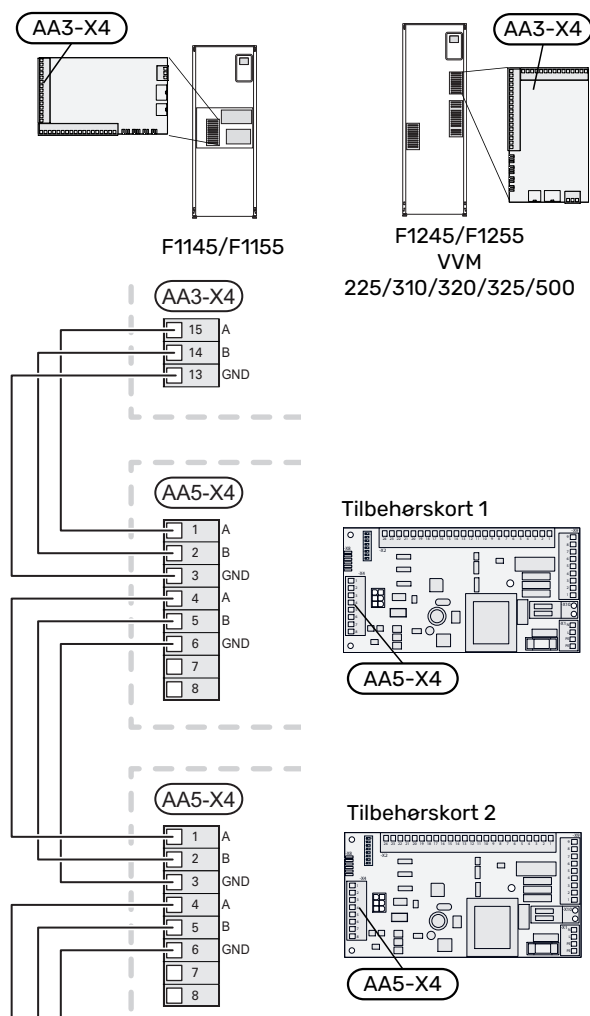 AA3-X4
AA3-X4
F1145/F1155
F1245/F1255
VVM
225/310/320/325/500
AA3-X4
15 A
14 B
13 GND
AA5-X4
1 A
2 B
3 GND
4 A
5 B
6 GND
7
8
Tilbehørskort 1
AA5-X4
AA5-X4
1 A
2 B
3 GND
4 A
5 B
6 GND
7
8
Tilbehørskort 2
AA5-X4